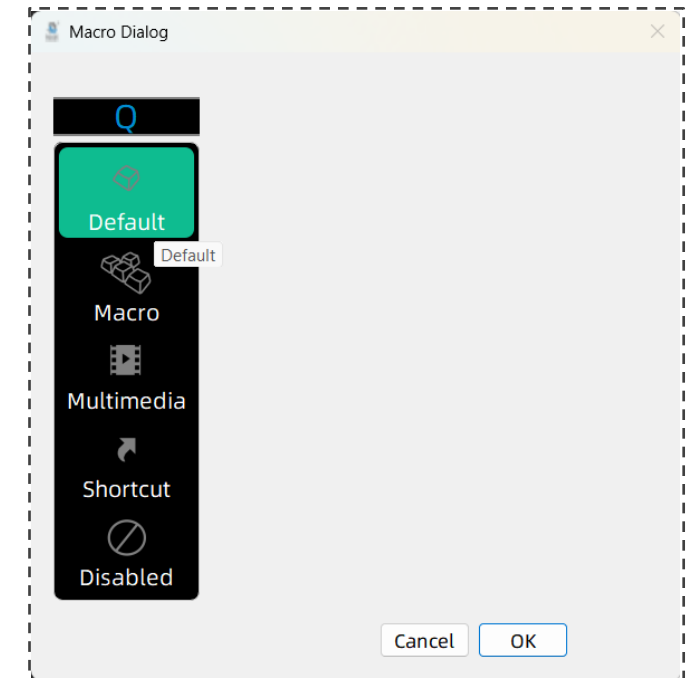 Macro Dialog
Q
Default
Default
Macro
Multimedia
Shortcut
Disabled
Cancel
OK